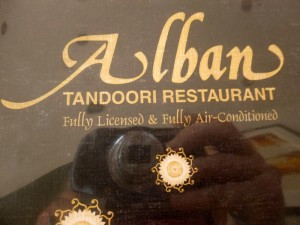 Alban
TANDOORI RESTAURANT
Fully Licensed & Fully Air-Conditioned